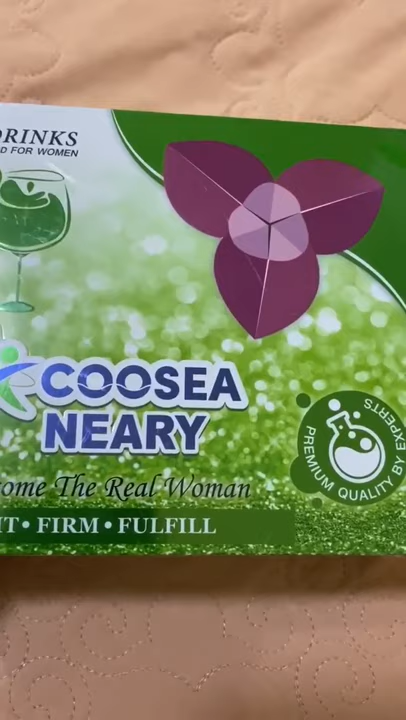 DRINKS
D FOR WOMEN
COOSEA
NEARY
ome The Real Woman
IT • FIRM • FULFILL
PREMIUM QUALITY BY EXPERTS